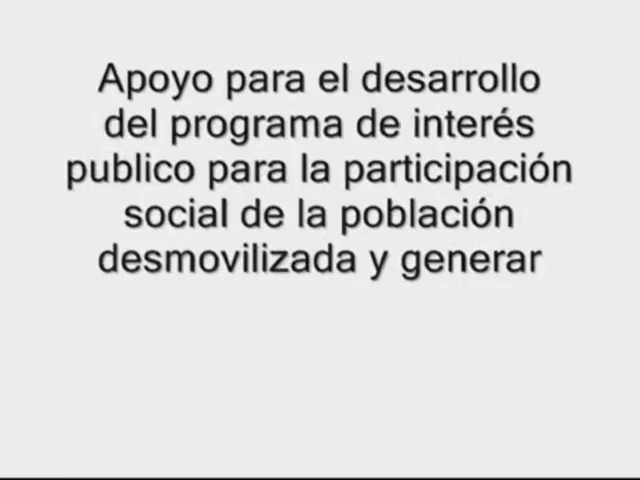 Apoyo para el desarrollo
del programa de interés
publico para la participación
social de la población
desmovilizada y generar